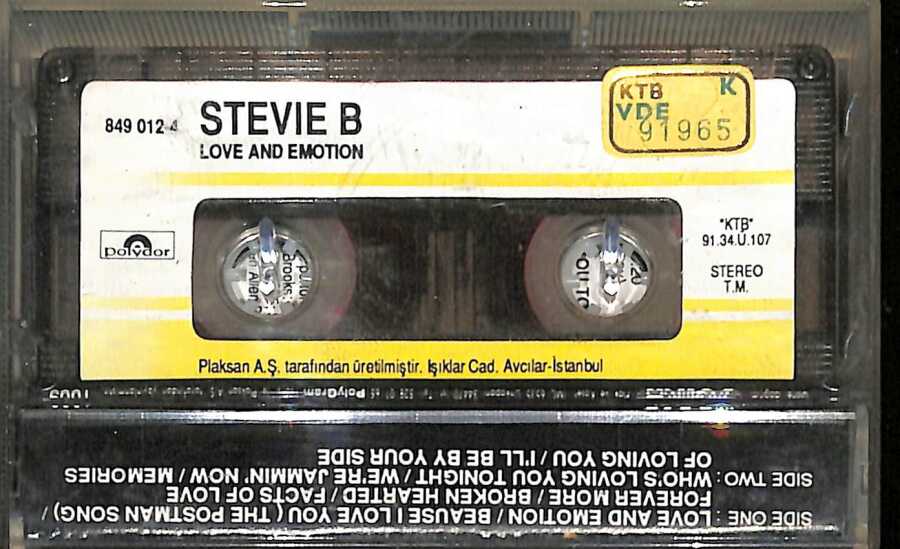 849 012-4
STEVIE B
LOVE AND EMOTION
KTB K
VDE
91965
polydor
"KTB"
91.34.Ü.107
STEREO
T.M.
Plaksan A.Ş. tarafından üretilmiştir. Işıklar Cad. Avcılar-İstanbul
PolyGram
SIDE ONE : LOVE AND EMOTION / BEAUSE I LOVE YOU ( THE POSTMAN SONG) /
FOREVER MORE / BROKEN HEARTED / FACTS OF LOVE
SIDE TWO : WHO'S LOVING YOU TONIGHT / WE'RE JAMMIN' NOW / MEMORIES
OF LOVING YOU / I'LL BE BY YOUR SIDE